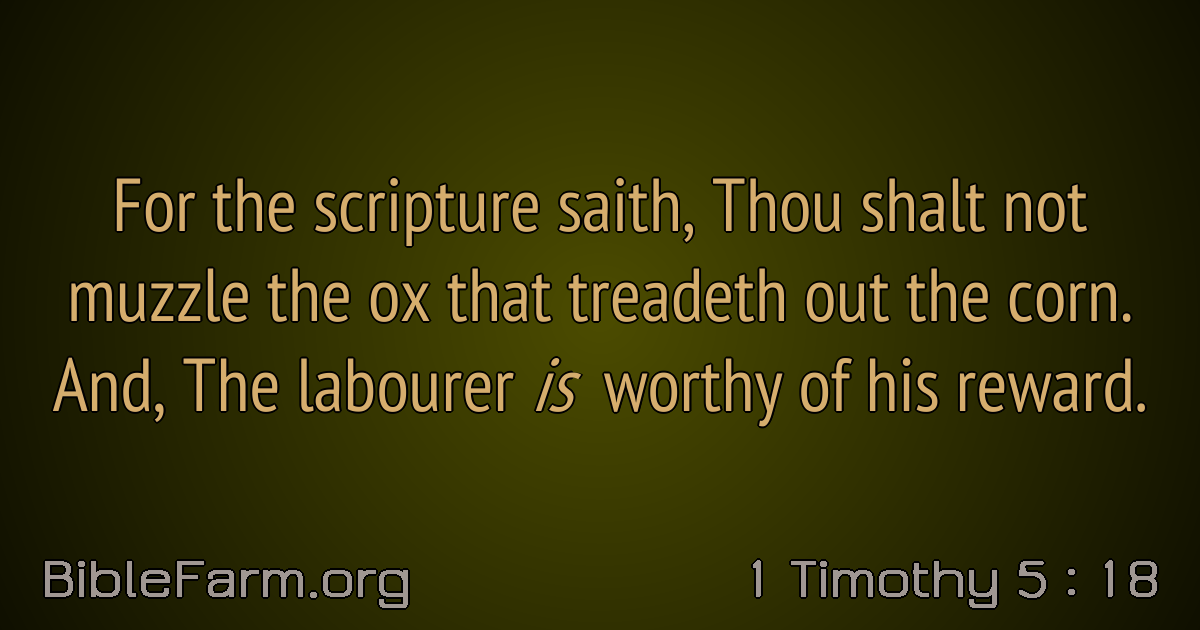 For the scripture saith, Thou shalt not
muzzle the ox that treadeth out the corn.
And, The labourer is worthy of his reward.
BibleFarm.org
1 Timothy 5 : 18